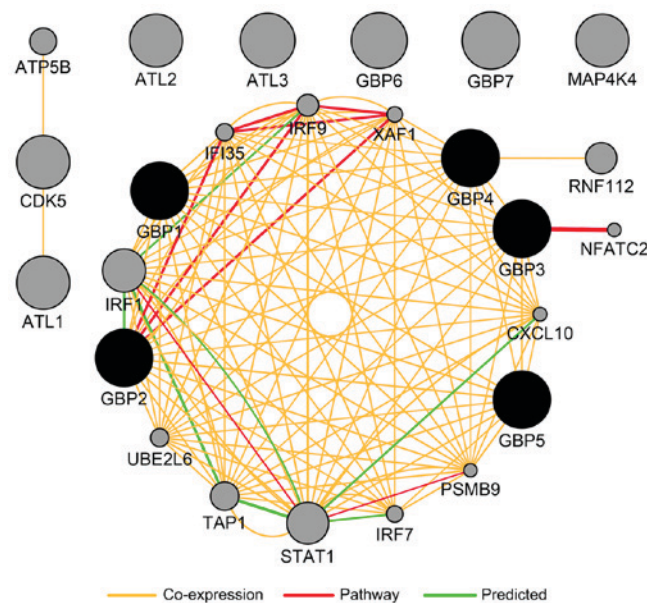 ATP5B
ATL2
ATL3
GBP6
GBP7
MAP4K4
IFI35
IRF9
XAF1
GBP4
RNF112
CDK5
GBP1
GBP3
NFATC2
IRF1
CXCL10
ATL1
GBP2
GBP5
UBE2L6
PSMB9
TAP1
STAT1
IRF7
Co-expression Pathway Predicted